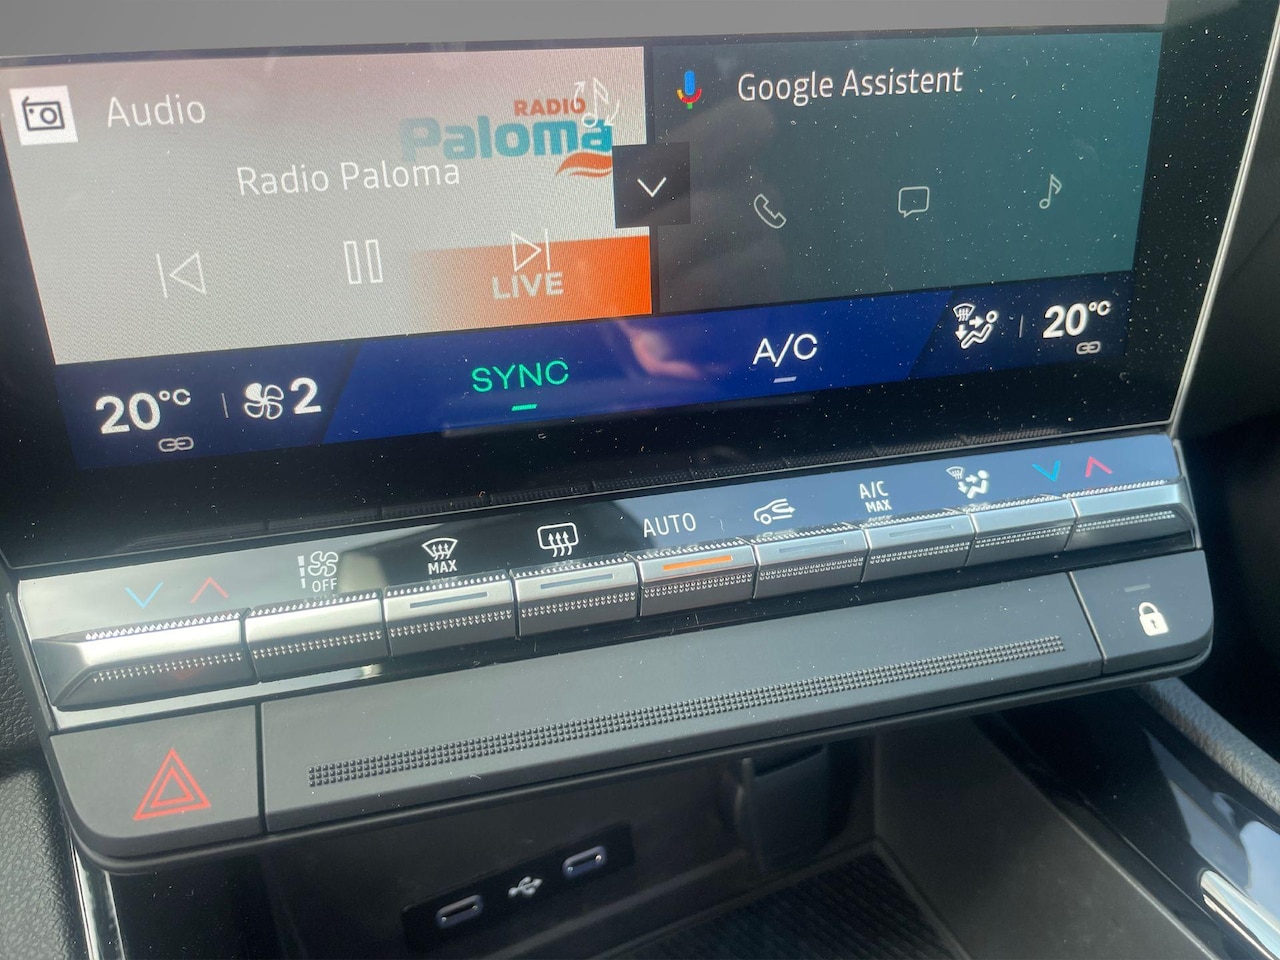 Audio
RADIO
Paloma
Radio Paloma
LIVE
Google Assistent
20°C
2
SYNC
A/C
20°C
OFF
MAX
AUTO
A/C
MAX